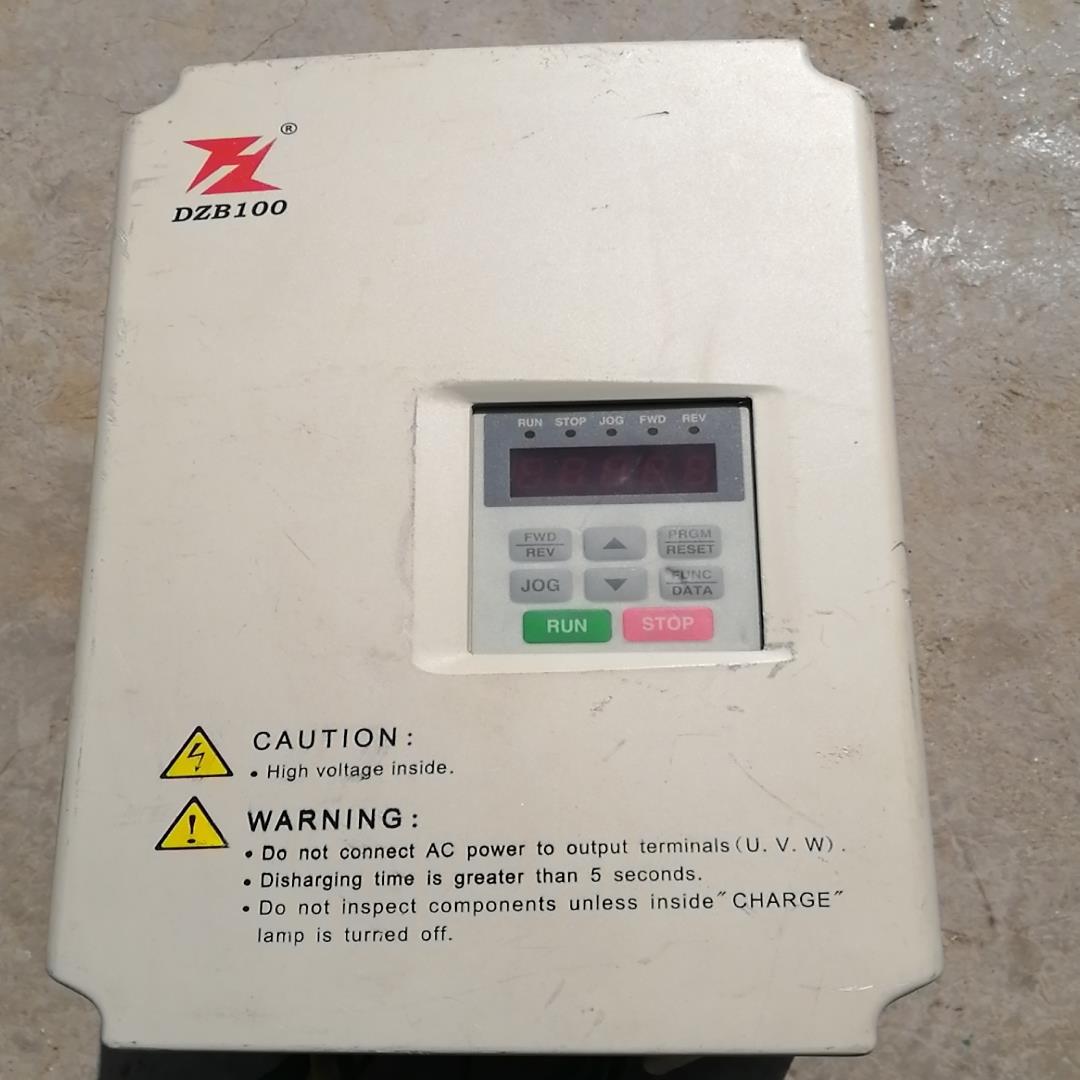 ®
DZB100
RUN STOP JOG FWD REV
FWD
REV
PRGM
RESET
JOG
FUNC
DATA
RUN STOP
CAUTION:
• High voltage inside.
WARNING:
• Do not connect AC power to output terminals(U. V. W).
• Disharging time is greater than 5 seconds.
• Do not inspect components unless inside"CHARGE"
lamp is turned off.